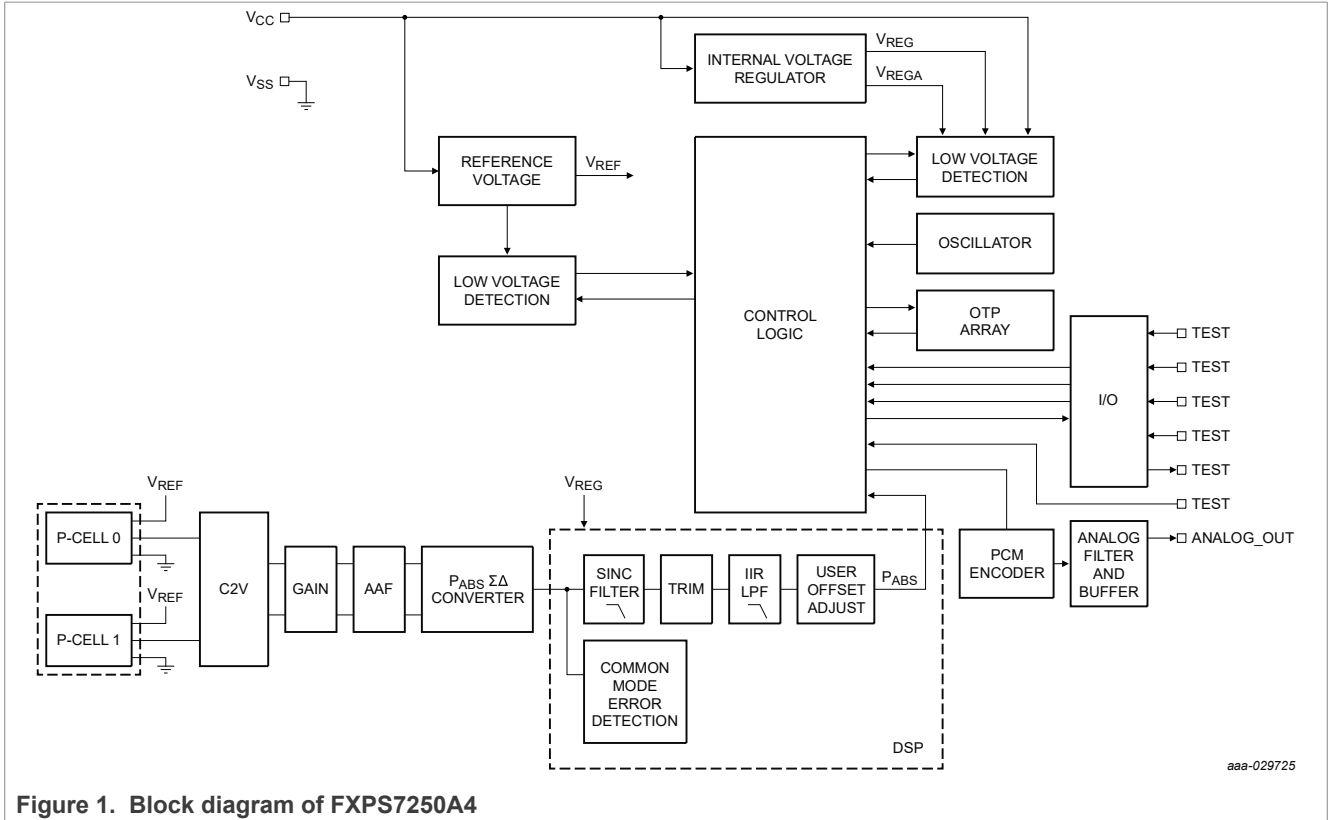 VCC
VSS
INTERNAL VOLTAGE
REGULATOR
VREG
VREGA
REFERENCE
VOLTAGE
VREF
LOW VOLTAGE
DETECTION
LOW VOLTAGE
DETECTION
CONTROL
LOGIC
OSCILLATOR
OTP
ARRAY
I/O
TEST
TEST
TEST
TEST
TEST
TEST
VREF
P-CELL 0
VREF
P-CELL 1
C2V
GAIN
AAF
PABS ΣΔ
CONVERTER
VREG
SINC
FILTER
TRIM
IIR
LPF
USER
OFFSET
ADJUST
PABS
COMMON
MODE
ERROR
DETECTION
DSP
PCM
ENCODER
ANALOG
FILTER
AND
BUFFER
ANALOG_OUT
aaa-029725
Figure 1. Block diagram of FXPS7250A4